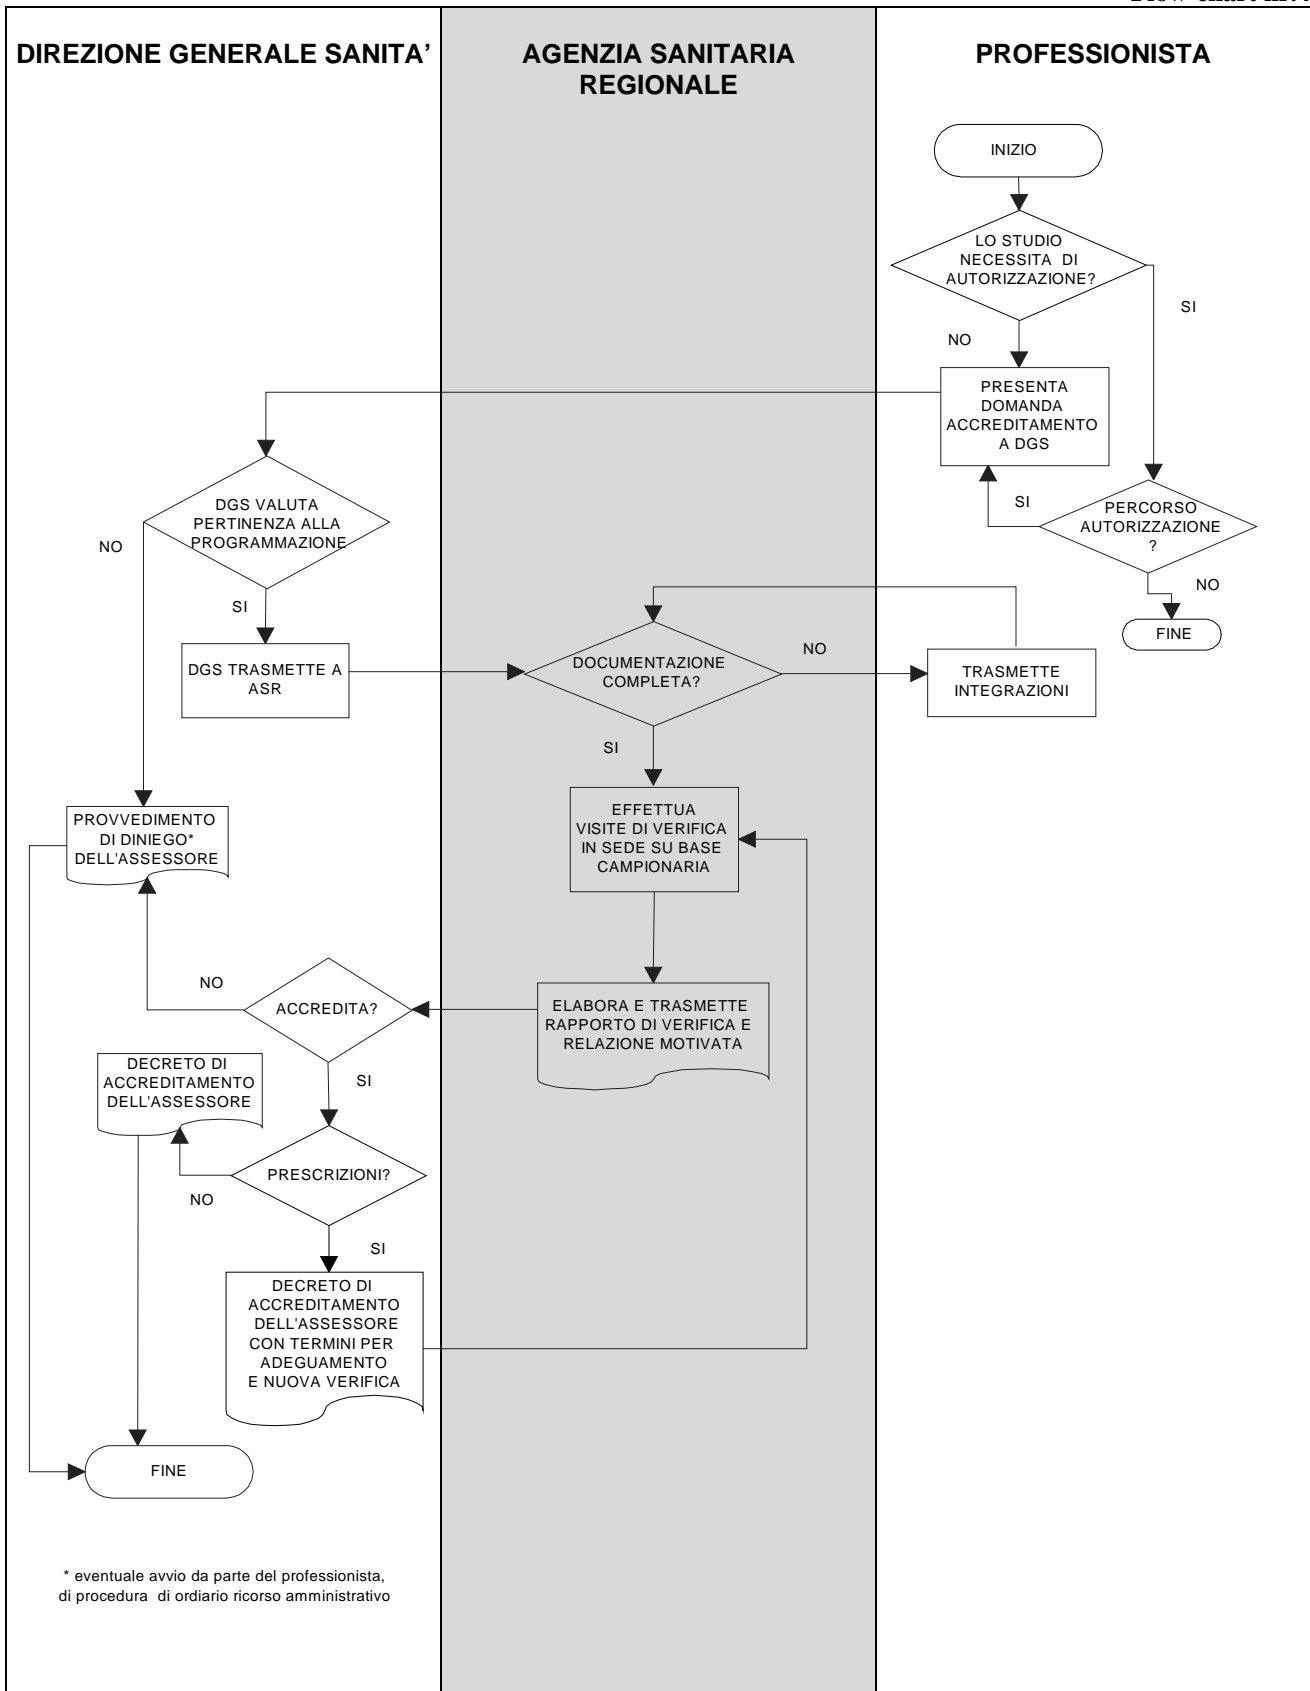 DIREZIONE GENERALE SANITA'
AGENZIA SANITARIA
REGIONALE
PROFESSIONISTA
INIZIO
LO STUDIO
NECESSITA DI
AUTORIZZAZIONE?
SI
NO
PRESENTA
DOMANDA
ACCREDITAMENTO
A DGS
SI
PERCORSO
AUTORIZZAZIONE
?
NO
FINE
DGS VALUTA
PERTINENZA ALLA
PROGRAMMAZIONE
NO
SI
DGS TRASMETTE A
ASR
DOCUMENTAZIONE
COMPLETA?
NO
TRASMETTE
INTEGRAZIONI
SI
EFFETTUA
VISITE DI VERIFICA
IN SEDE SU BASE
CAMPIONARIA
PROVVEDIMENTO
DI DINIEGO*
DELL'ASSESSORE
NO
ACCREDITA?
ELABORA E TRASMETTE
RAPPORTO DI VERIFICA E
RELAZIONE MOTIVATA
SI
DECRETO DI
ACCREDITAMENTO
DELL'ASSESSORE
PRESCRIZIONI?
NO
SI
DECRETO DI
ACCREDITAMENTO
DELL'ASSESSORE
CON TERMINI PER
ADEGUAMENTO
E NUOVA VERIFICA
FINE
* eventuale avvio da parte del professionista,
di procedura di ordiario ricorso amministrativo